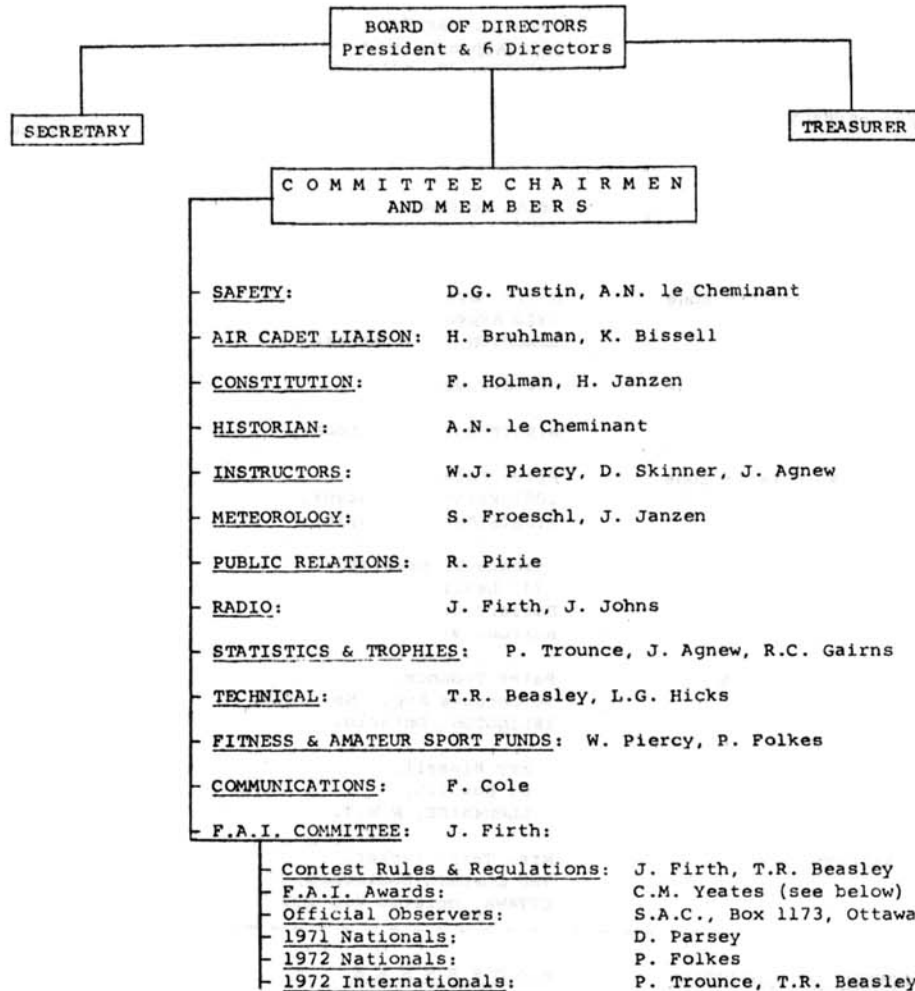 BOARD OF DIRECTORS
President & 6 Directors
SECRETARY
TREASURER
COMMITTEE CHAIRMEN
AND MEMBERS
SAFETY: D.G. Tustin, A.N. le Cheminant
AIR CADET LIAISON: H. Bruhlman, K. Bissell
CONSTITUTION: F. Holman, H. Janzen
HISTORIAN: A.N. le Cheminant
INSTRUCTORS: W.J. Piercy, D. Skinner, J. Agnew
METEOROLOGY: S. Froeschl, J. Janzen
PUBLIC RELATIONS: R. Pirie
RADIO: J. Firth, J. Johns
STATISTICS & TROPHIES: P. Trounce, J. Agnew, R.C. Gairns
TECHNICAL: T.R. Beasley, L.G. Hicks
FITNESS & AMATEUR SPORT FUNDS: W. Piercy, P. Folkes
COMMUNICATIONS: F. Cole
F.A.I. COMMITTEE: J. Firth:
Contest Rules & Regulations: J. Firth, T.R. Beasley
F.A.I. Awards: C.M. Yeates (see below)
Official Observers: S.A.C., Box 1173, Ottawa
1971 Nationals: D. Parsey
1972 Nationals: P. Folkes
1972 Internationals: P. Trounce, T.R. Beasley